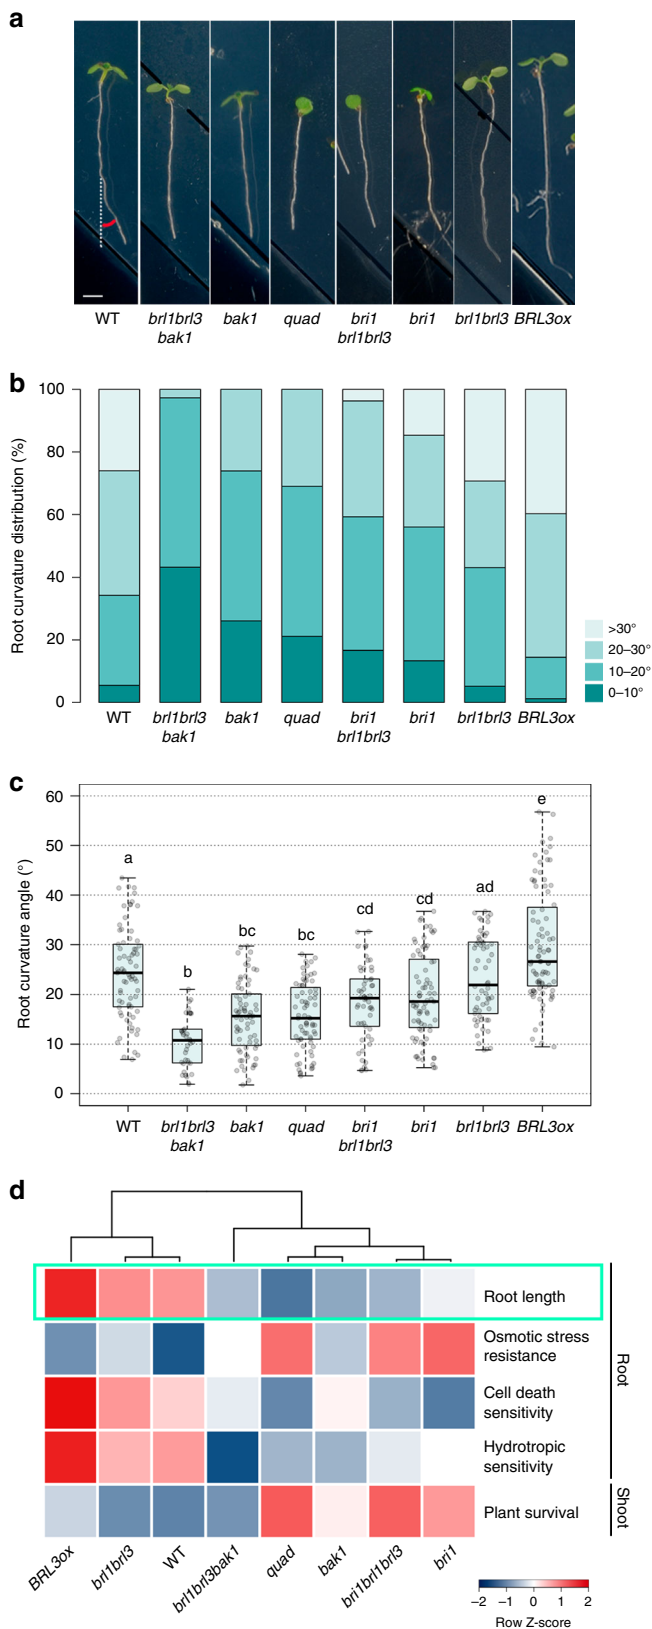 a
WT
brl1brl3
bak1
bak1
quad
bri1
brl1brl3
bri1
brl1brl3
BRL3ox
b
Root curvature distribution (%)
100
80
60
40
20
0
>30°
20–30°
10–20°
0–10°
WT
brl1brl3
bak1
bak1
quad
bri1
brl1brl3
bri1
brl1brl3
BRL3ox
c
Root curvature angle (°)
60
50
40
30
20
10
0
a
b
bc
bc
cd
cd
ad
e
WT
brl1brl3
bak1
bak1
quad
bri1
brl1brl3
bri1
brl1brl3
BRL3ox
d
Root length
Osmotic stress
resistance
Cell death
sensitivity
Hydrotropic
sensitivity
Plant survival
Root
Shoot
BRL3ox
brl1brl3
WT
brl1brl3bak1
quad
bak1
bri1brl1brl3
bri1
−2 −1 0 1 2
Row Z-score